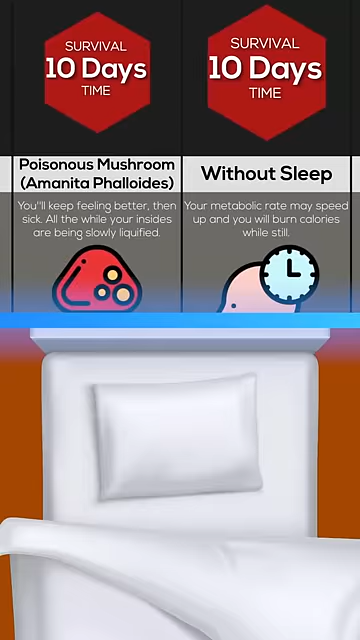 SURVIVAL
10 Days
TIME
Poisonous Mushroom
(Amanita Phalloides)
You"ll keep feeling better, then
sick. All the while your insides
are being slowly liquified.
SURVIVAL
10 Days
TIME
Without Sleep
Your metabolic rate may speed
up and you will burn calories
while still.